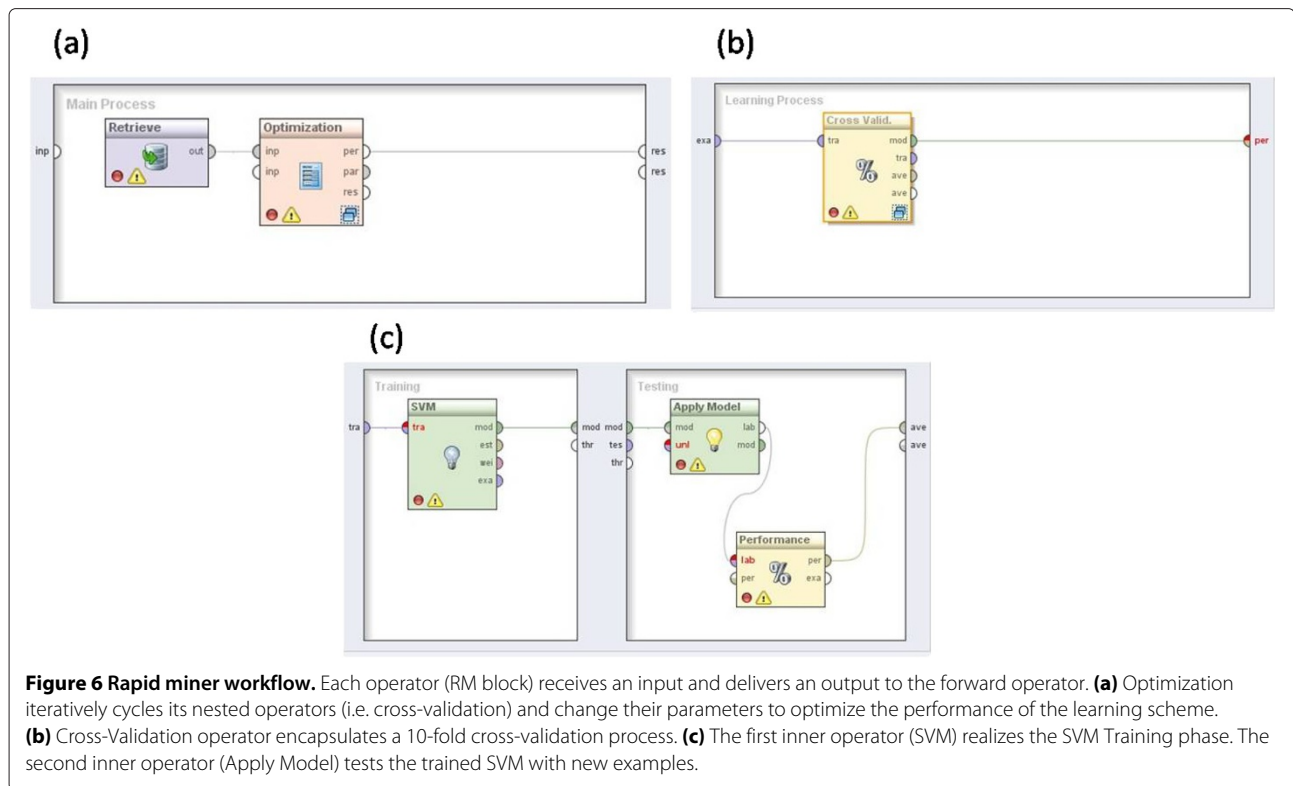 (a)
Main Process
Retrieve
out
Optimization
inp
inp
per
par
res
inp
res
res
(b)
Learning Process
Cross Valid.
exa
tra
mod
tra
ave
ave
per
(c)
Training
SVM
tra
tra
mod
est
wei
exa
mod
thr
Testing
mod
tes
thr
Apply Model
mod
unl
lab
mod
Performance
lab
per
per
exa
ave
ave
Figure 6 Rapid miner workflow. Each operator (RM block) receives an input and delivers an output to the forward operator. (a) Optimization
iteratively cycles its nested operators (i.e. cross-validation) and change their parameters to optimize the performance of the learning scheme.
(b) Cross-Validation operator encapsulates a 10-fold cross-validation process. (c) The first inner operator (SVM) realizes the SVM Training phase. The
second inner operator (Apply Model) tests the trained SVM with new examples.